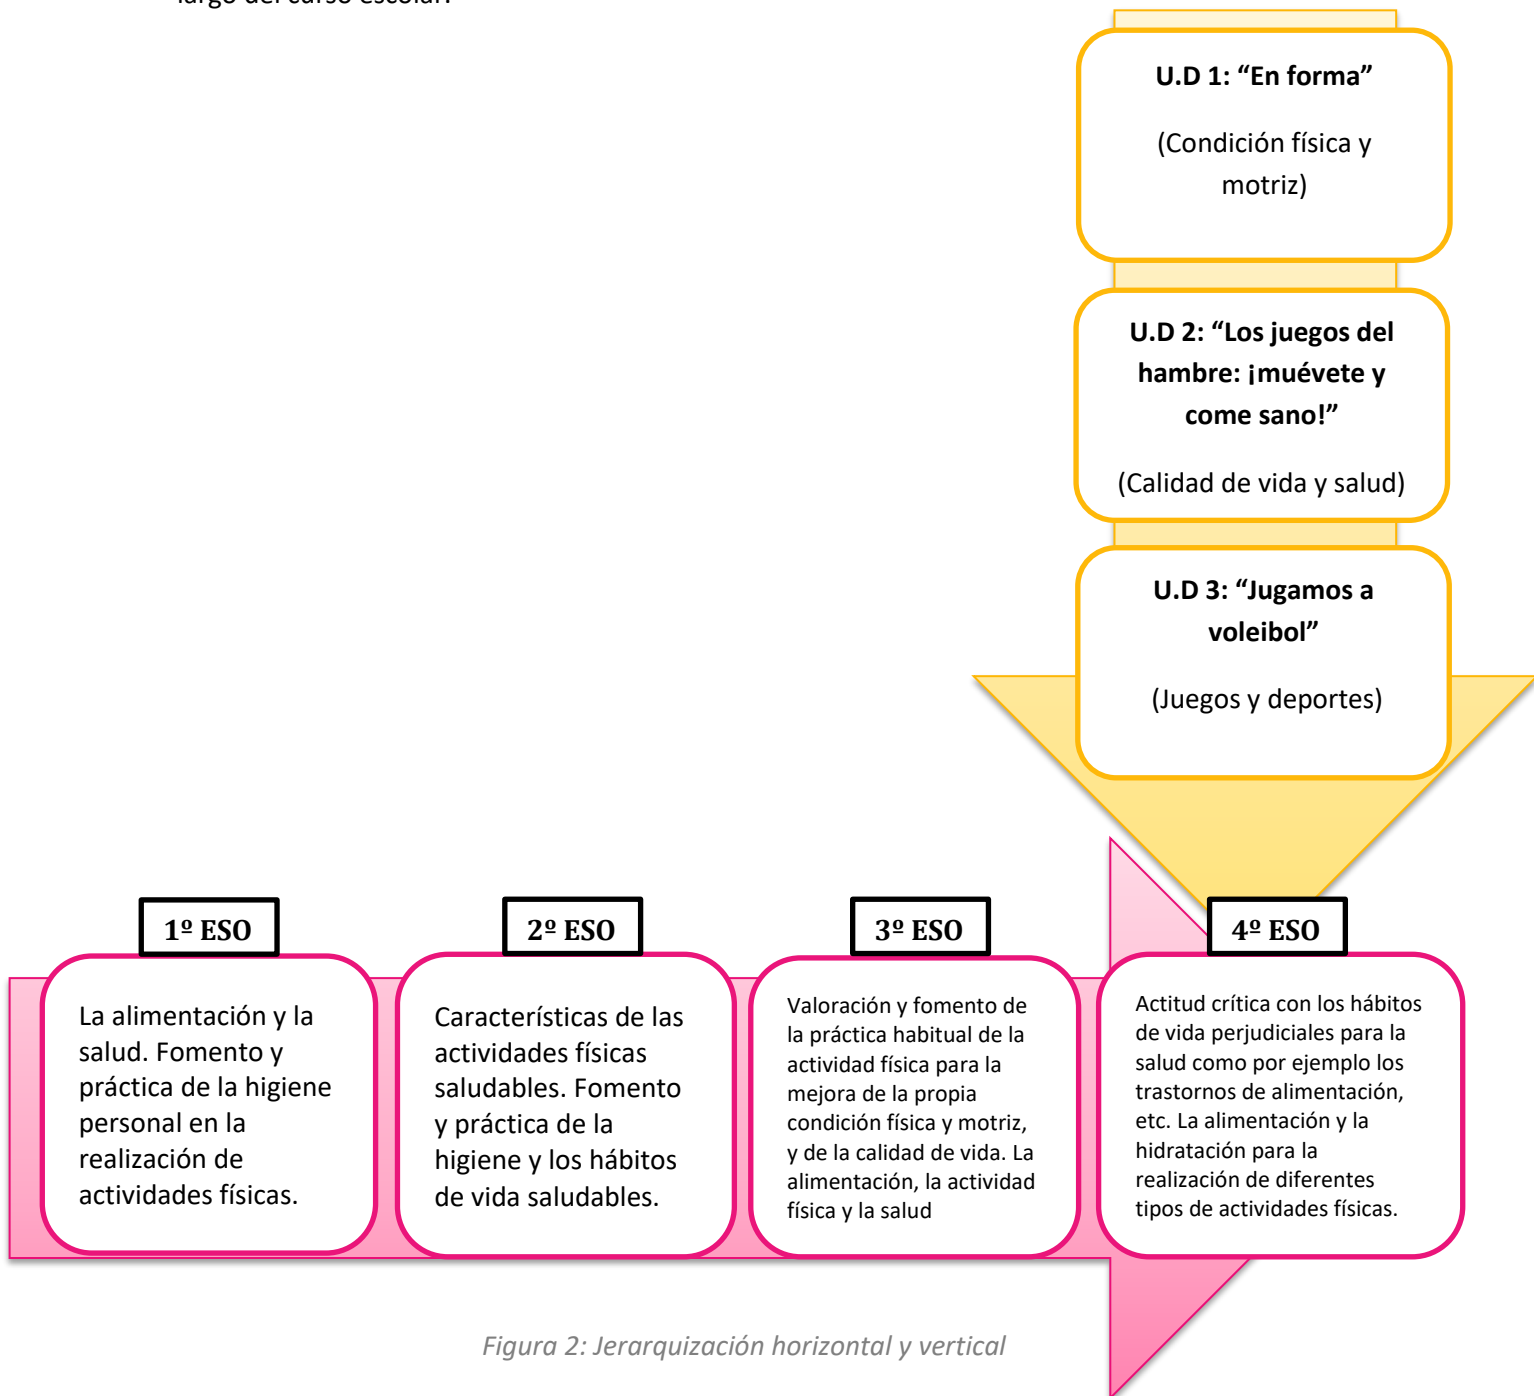 largo del curso escolar.
U.D 1: “En forma”
(Condición física y
motriz)
U.D 2: “Los juegos del
hambre: ¡muévete y
come sano!”
(Calidad de vida y salud)
U.D 3: “Jugamos a
voleibol”
(Juegos y deportes)
1º ESO
La alimentación y la
salud. Fomento y
práctica de la higiene
personal en la
realización de
actividades físicas.
2º ESO
Características de las
actividades físicas
saludables. Fomento
y práctica de la
higiene y los hábitos
de vida saludables.
3º ESO
Valoración y fomento de
la práctica habitual de la
actividad física para la
mejora de la propia
condición física y motriz,
y de la calidad de vida. La
alimentación, la actividad
física y la salud
4º ESO
Actitud crítica con los hábitos
de vida perjudiciales para la
salud como por ejemplo los
trastornos de alimentación,
etc. La alimentación y la
hidratación para la
realización de diferentes
tipos de actividades físicas.
Figura 2: Jerarquización horizontal y vertical